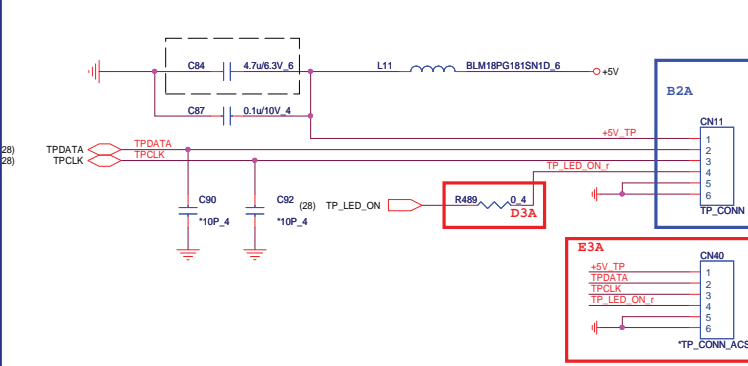 C84 4.7u/6.3V_6 L11 BLM18PG181SN1D_6 +5V
B2A
C87 0.1u/10V_4
CN11
+5V_TP 1
28) TPDATA TPDATA 2
28) TPCLK TPCLK 3
TP_LED_ON_r 4
5
6
C90 C92 (28) TP_LED_ON R489 0_4
D3A
TP_CONN
*10P_4 *10P_4
E3A
CN40
+5V_TP 1
TPDATA 2
TPCLK 3
TP_LED_ON_r 4
5
6
*TP_CONN_ACS